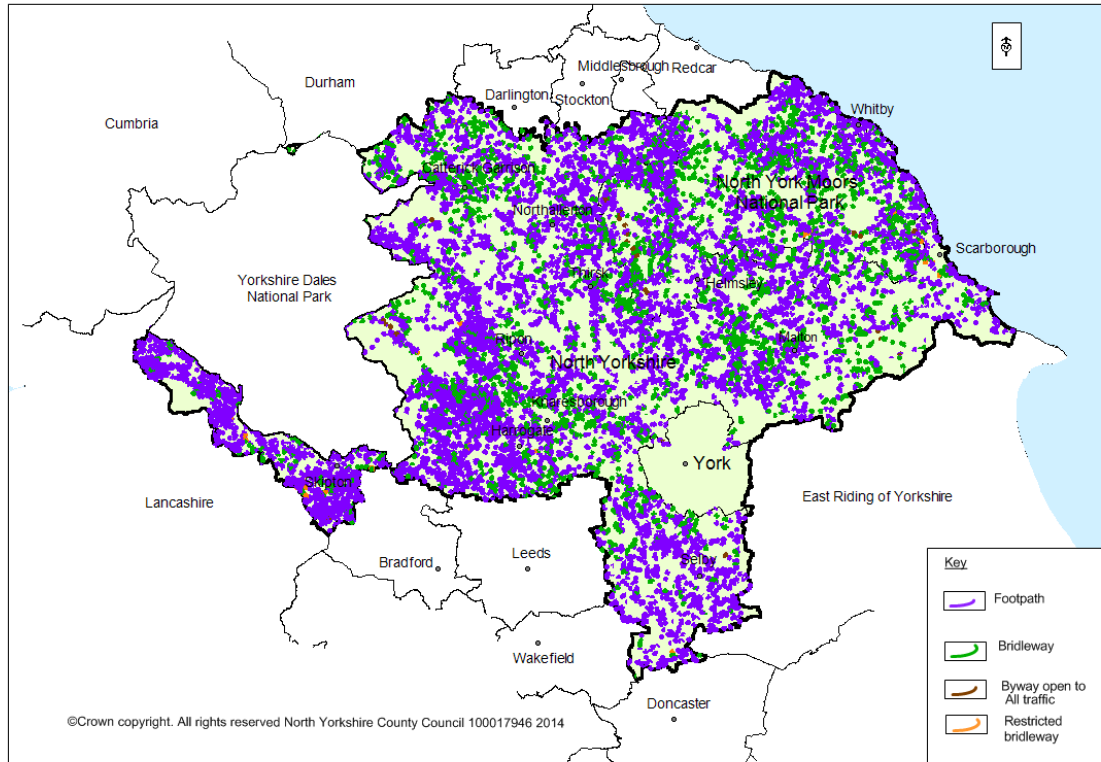 Middlesbrough
Redcar
Durham
Darlington
Stockton
Whitby
Cumbria
Catterick Garrison
North York Moors
National Park
Northallerton
Scarborough
Yorkshire Dales
National Park
Thirsk
Helmsley
Ripon
Malton
North Yorkshire
Knaresborough
Harrogate
York
Skipton
Lancashire
East Riding of Yorkshire
Leeds
Bradford
Selby
Wakefield
Doncaster
Key
Footpath
Bridleway
Byway open to
All traffic
Restricted
bridleway
©Crown copyright. All rights reserved North Yorkshire County Council 100017946 2014